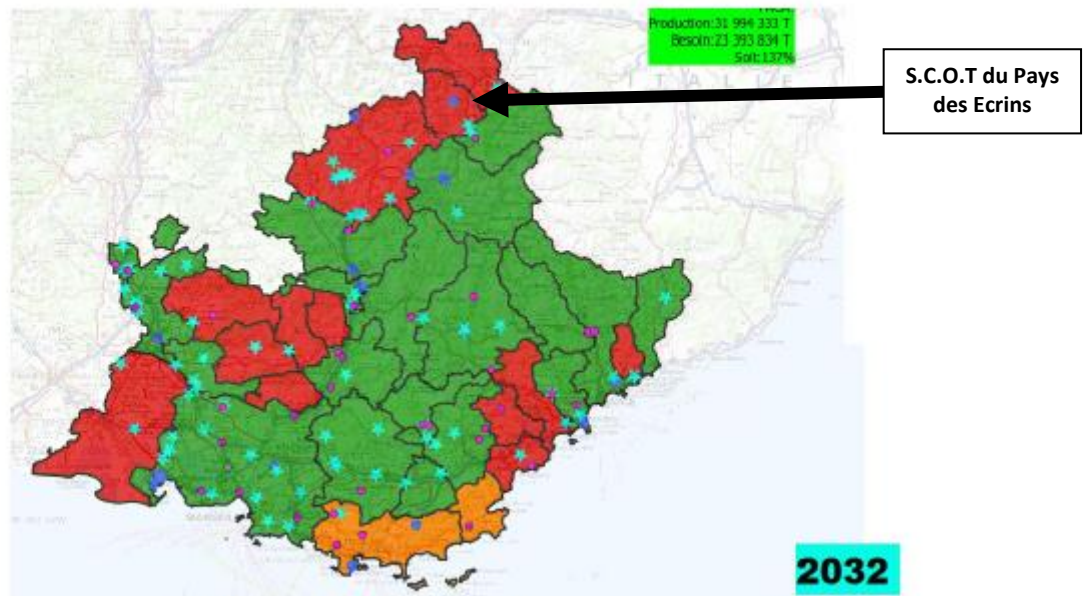 Production:31 994 333 T
Besoin:23 393 834 T
Soit:137%
S.C.O.T du Pays
des Ecrins
2032